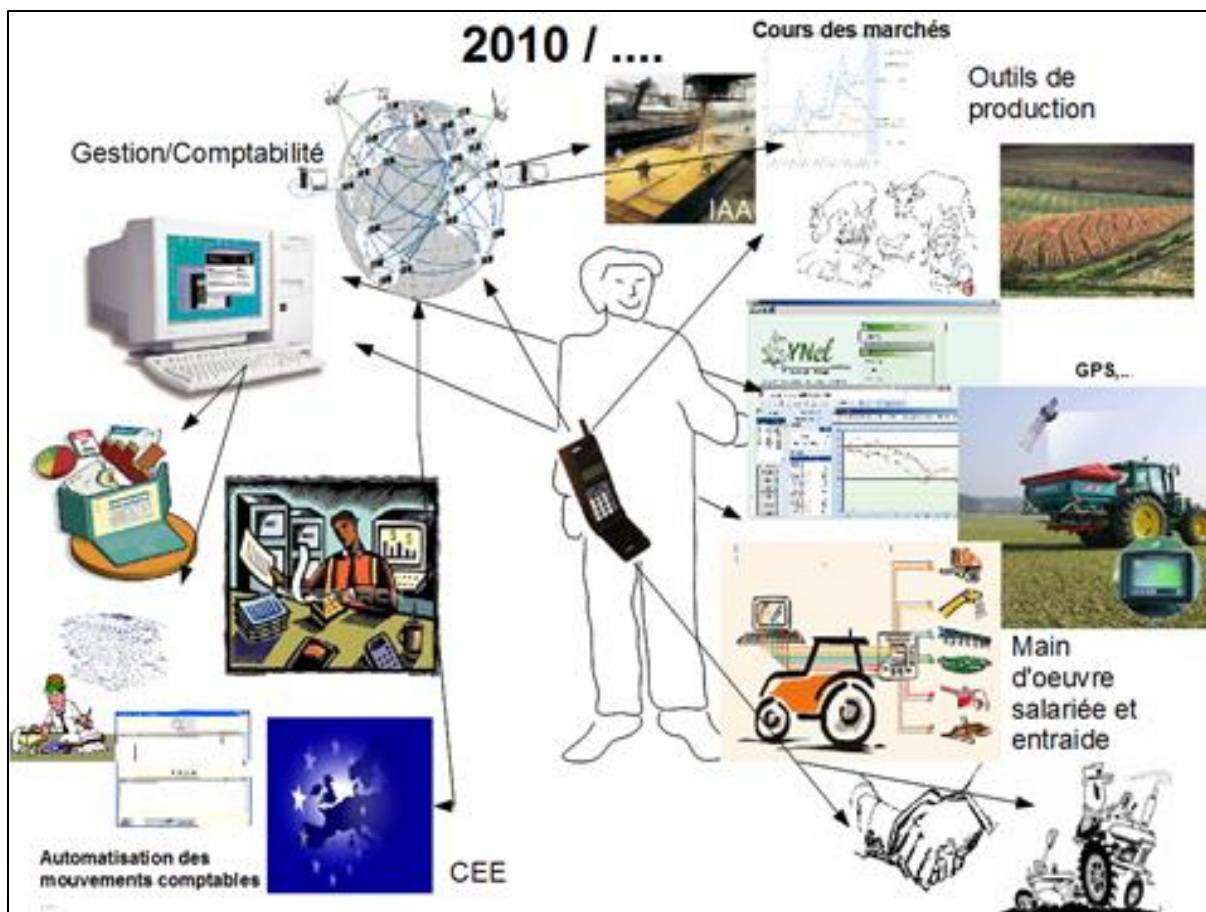 2010 / ....
Cours des marchés
Outils de
production
Gestion/Comptabilité
IAA
YNel
GPS,...
Main
d'oeuvre
salariée et
entraide
Automatisation des
mouvements comptables
....
CEE